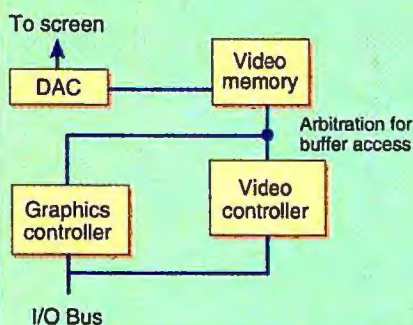 To screen
DAC
Video
memory
Arbitration for
buffer access
Graphics
controller
Video
controller
I/O Bus